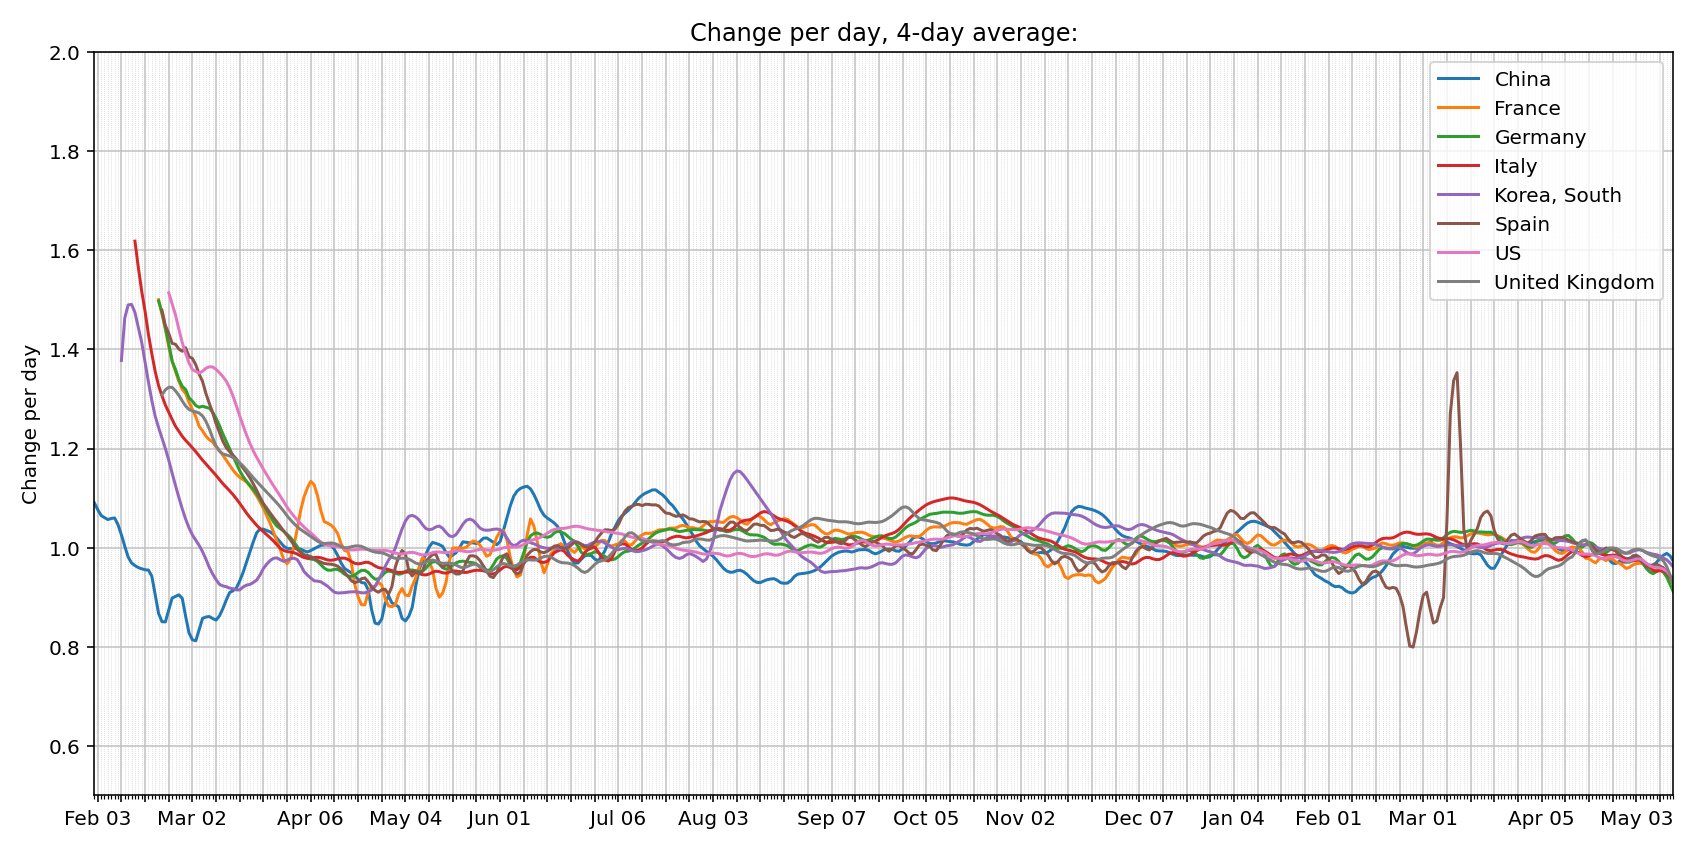 Change per day, 4-day average:
2.0
1.8
1.6
1.4
1.2
1.0
0.8
0.6
Change per day
China
France
Germany
Italy
Korea, South
Spain
US
United Kingdom
Feb 03 Mar 02 Apr 06 May 04 Jun 01 Jul 06 Aug 03 Sep 07 Oct 05 Nov 02 Dec 07 Jan 04 Feb 01 Mar 01 Apr 05 May 03